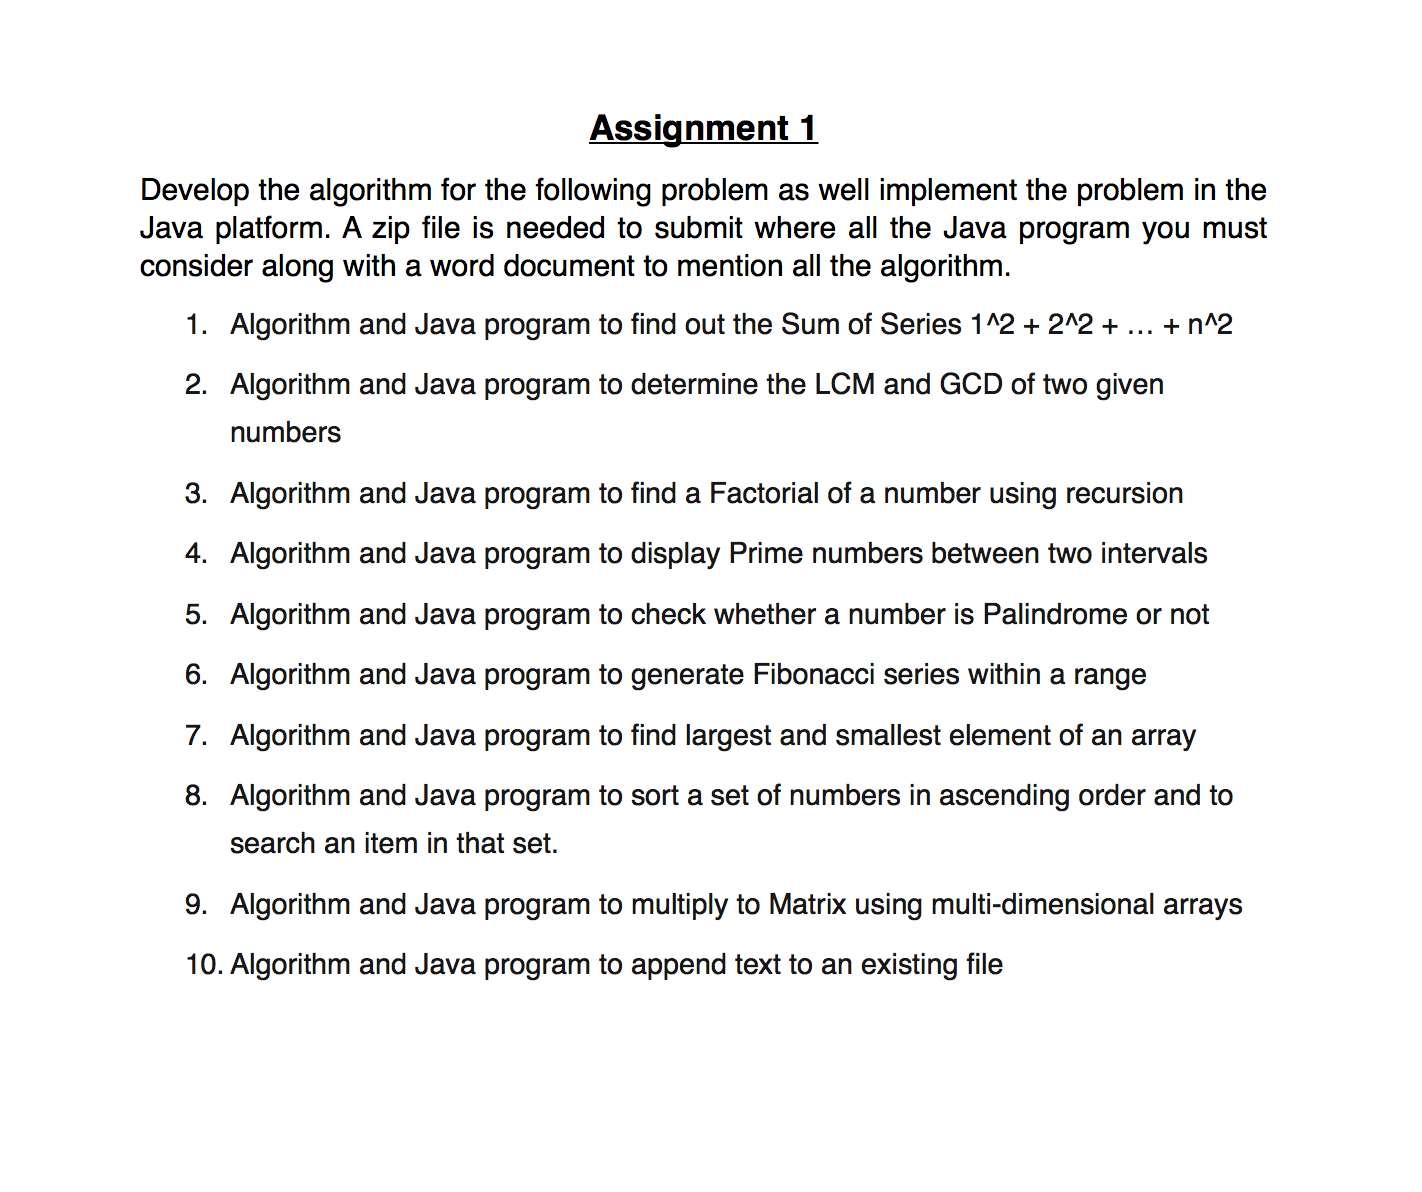 Assignment 1
Develop the algorithm for the following problem as well implement the problem in the
Java platform. A zip file is needed to submit where all the Java program you must
consider along with a word document to mention all the algorithm.
1. Algorithm and Java program to find out the Sum of Series 1^2 + 2^2 + … + n^2
2. Algorithm and Java program to determine the LCM and GCD of two given
numbers
3. Algorithm and Java program to find a Factorial of a number using recursion
4. Algorithm and Java program to display Prime numbers between two intervals
5. Algorithm and Java program to check whether a number is Palindrome or not
6. Algorithm and Java program to generate Fibonacci series within a range
7. Algorithm and Java program to find largest and smallest element of an array
8. Algorithm and Java program to sort a set of numbers in ascending order and to
search an item in that set.
9. Algorithm and Java program to multiply to Matrix using multi-dimensional arrays
10. Algorithm and Java program to append text to an existing file